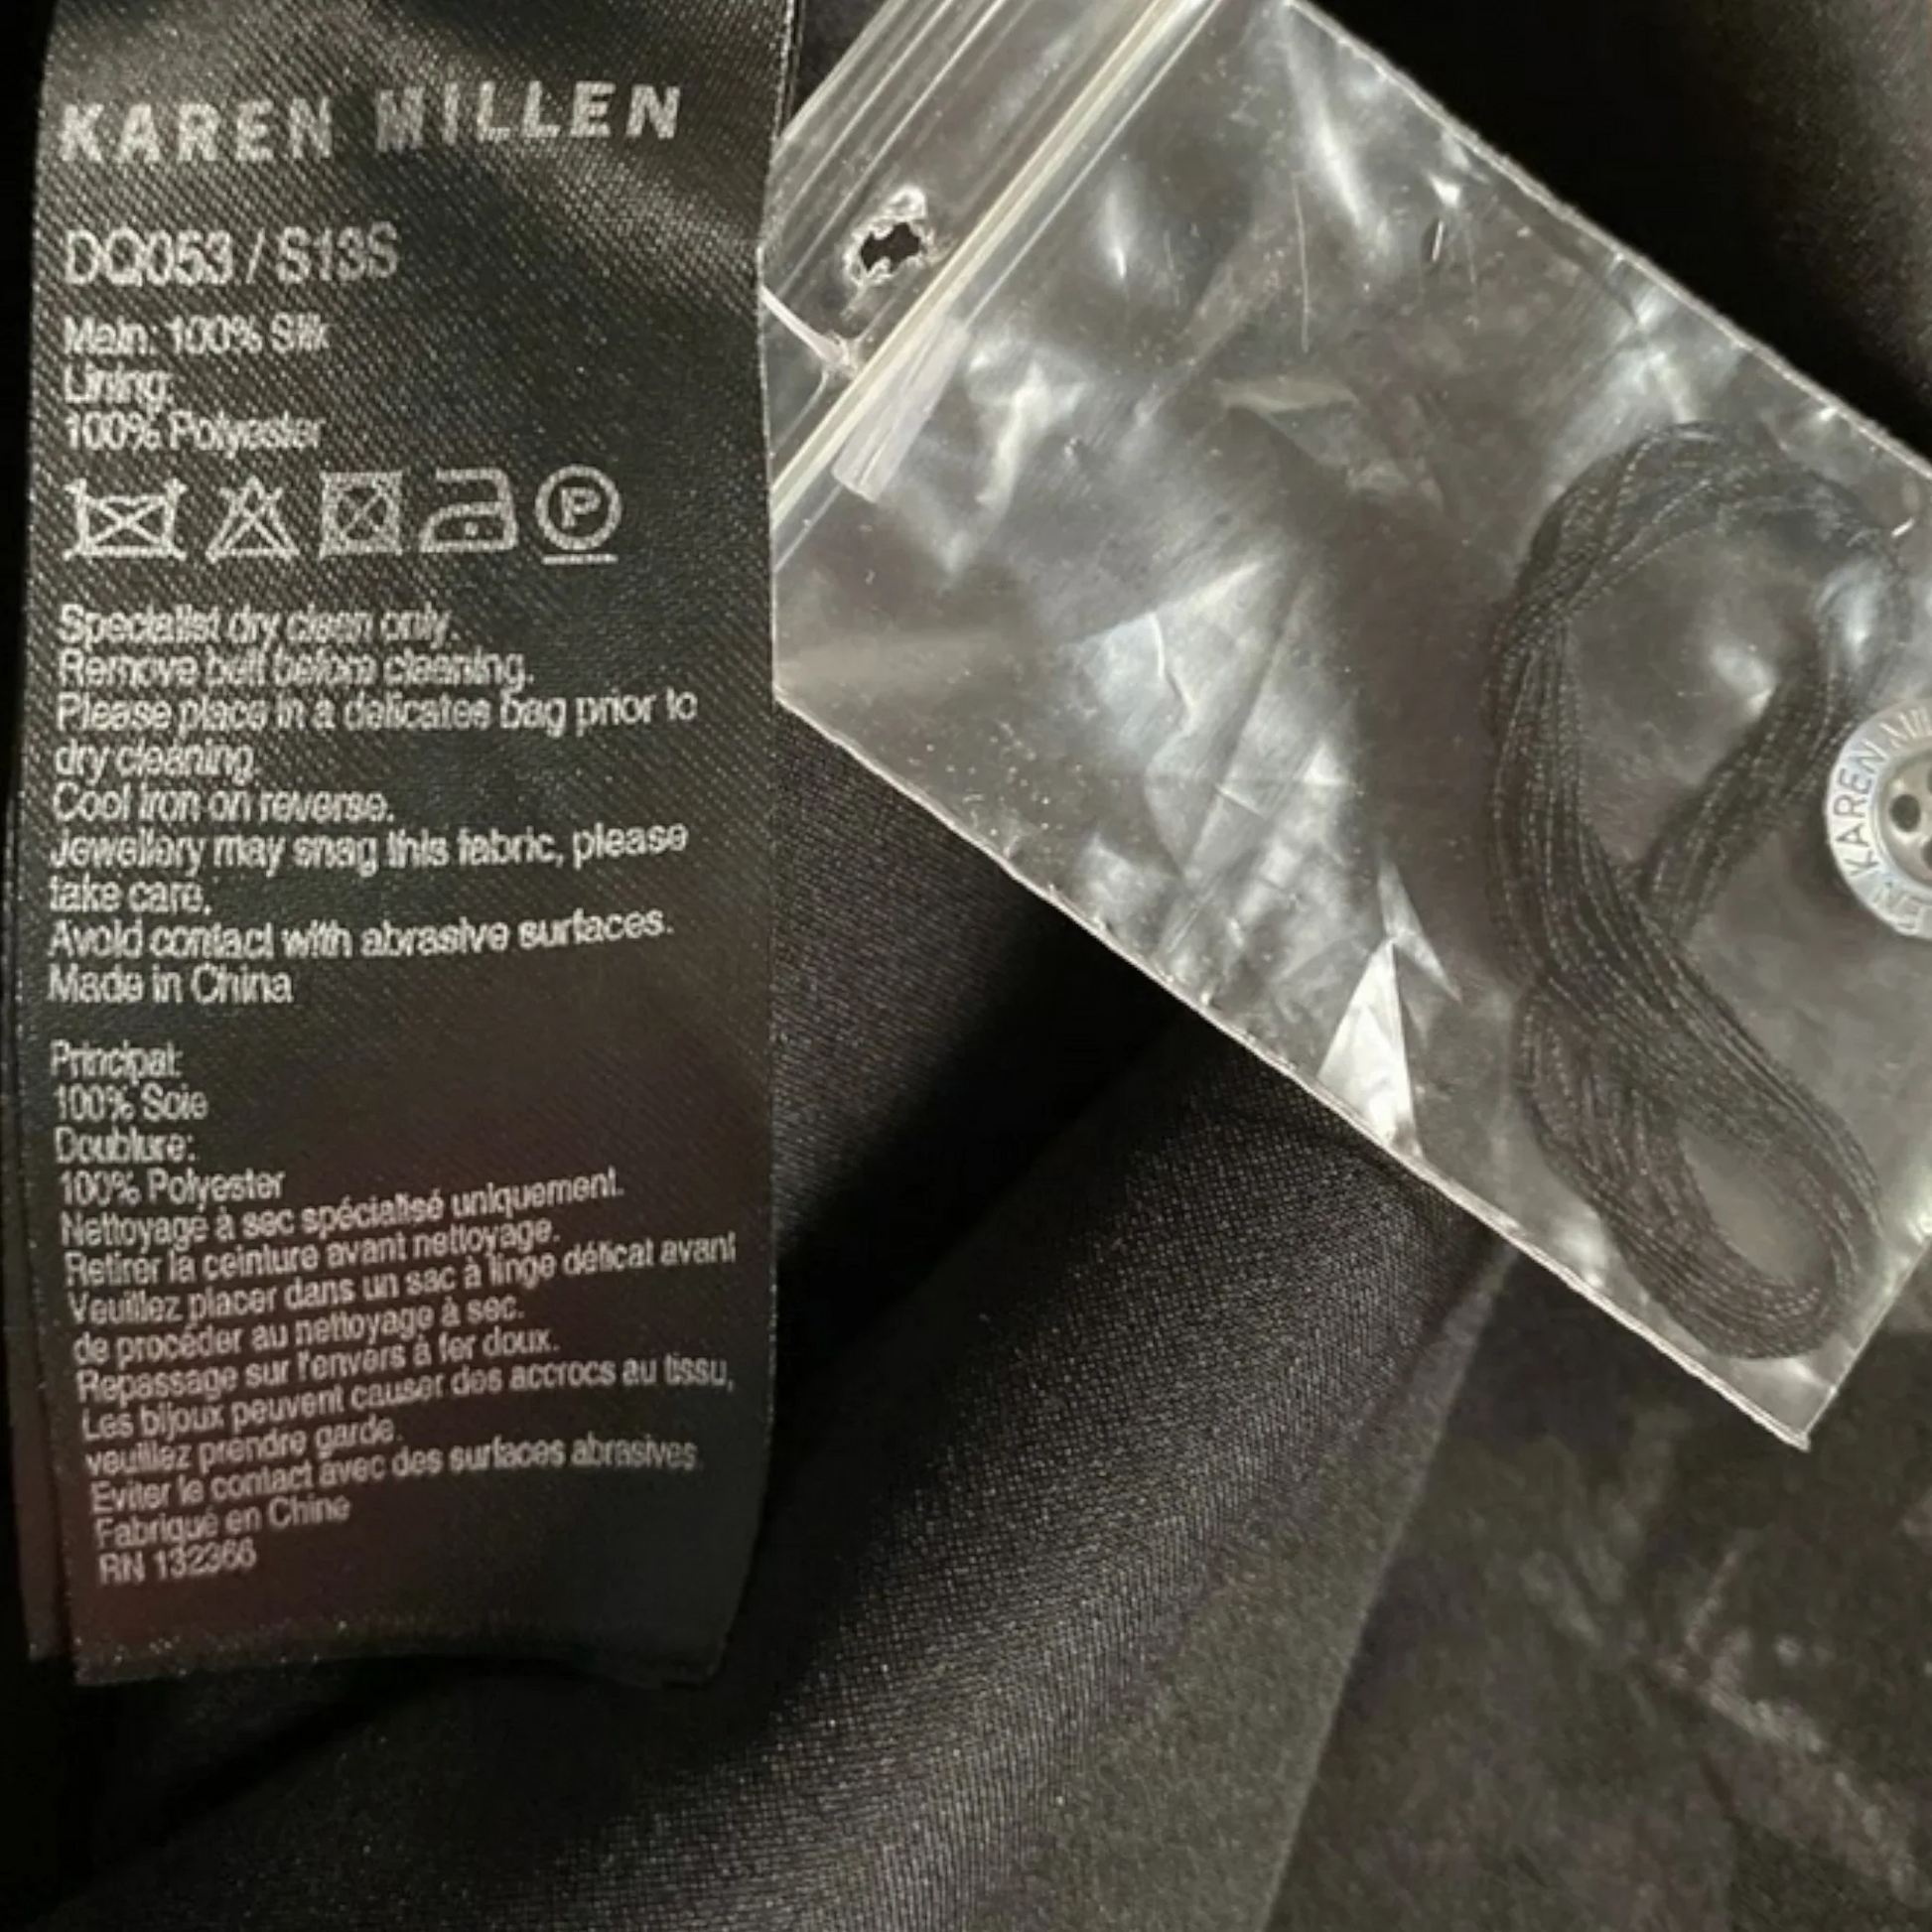 KAREN MILLEN
DQ053 / S13S
Main: 100% Silk
Lining:
100% Polyester
P
Specialist dry clean only.
Remove belt before cleaning.
Please place in a delicates bag prior to
dry cleaning.
Cool iron on reverse.
Jewellery may snag this fabric, please
take care.
Avoid contact with abrasive surfaces.
Made in China
Principal:
100% Soie
Doublure:
100% Polyester
Nettoyage à sec spécialisé uniquement.
Retirer la ceinture avant nettoyage.
Veuillez placer dans un sac à linge délicat avant
de procéder au nettoyage à sec.
Repassage sur l'envers à fer doux.
Les bijoux peuvent causer des accrocs au tissu,
veuillez prendre garde.
Eviter le contact avec des surfaces abrasives.
Fabriqué en Chine
RN 132366
KAREN MILLEN